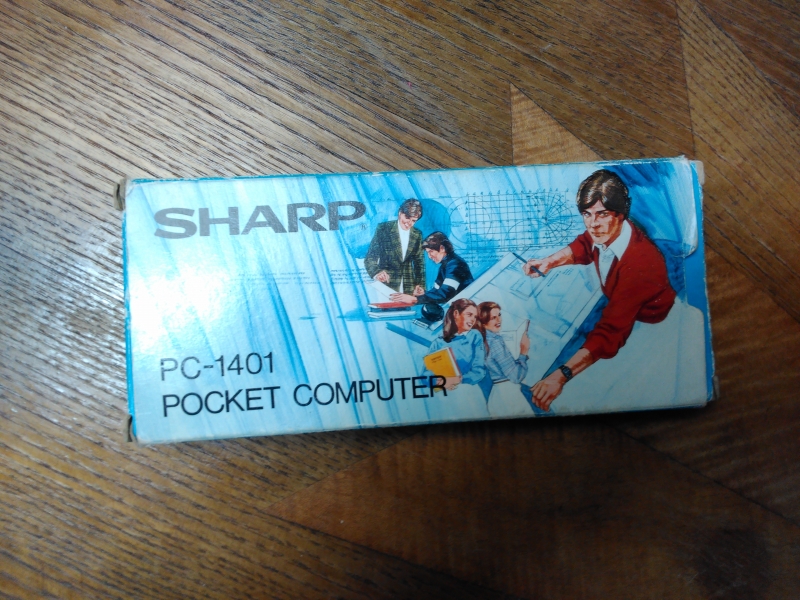 SHARP
PC-1401
POCKET COMPUTER